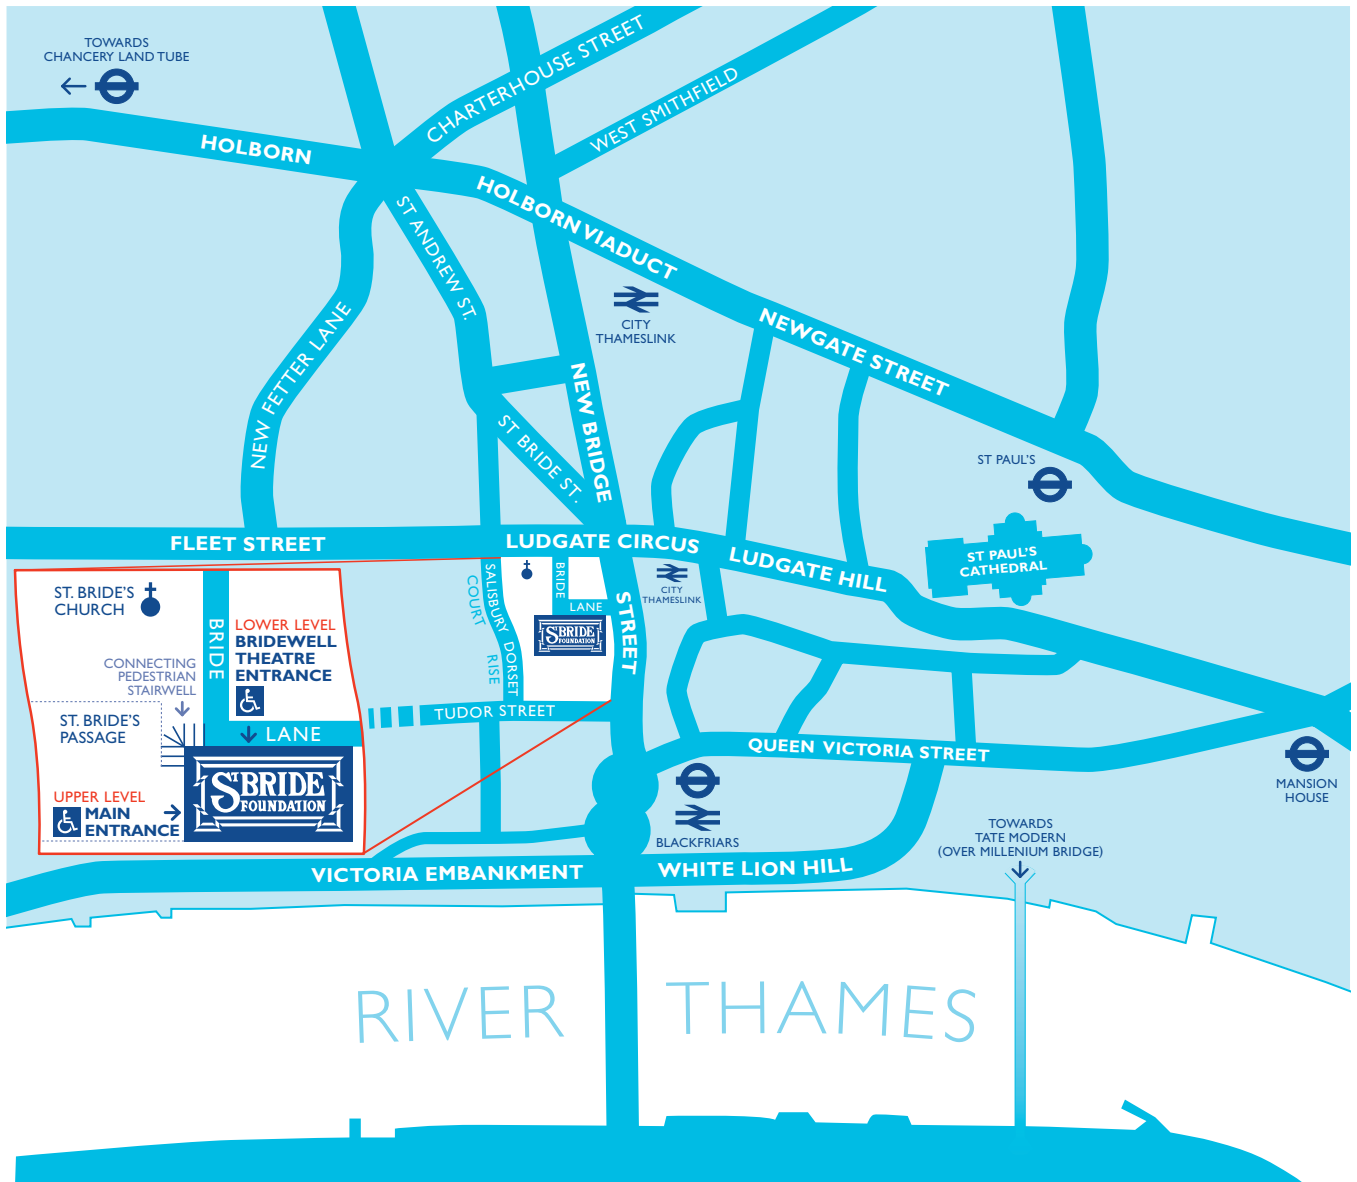 TOWARDS
CHANCERY LAND TUBE
CHARTERHOUSE STREET
WEST SMITHFIELD
HOLBORN
HOLBORN VIADUCT
ST ANDREW ST.
CITY
THAMESLINK
NEW FETTER LANE
NEWGATE STREET
NEW BRIDGE
STREET
ST BRIDE ST.
ST PAUL'S
FLEET STREET
LUDGATE CIRCUS
LUDGATE HILL
ST PAUL'S
CATHEDRAL
CITY
THAMESLINK
SALISBURY
COURT
DORSET
RISE
BRIDE
LANE
ST BRIDE
FOUNDATION
ST. BRIDE'S
CHURCH
BRIDE
LANE
LOWER LEVEL
BRIDEWELL
THEATRE
ENTRANCE
CONNECTING
PEDESTRIAN
STAIRWELL
ST. BRIDE'S
PASSAGE
UPPER LEVEL
MAIN
ENTRANCE
ST BRIDE
FOUNDATION
TUDOR STREET
QUEEN VICTORIA STREET
MANSION
HOUSE
BLACKFRIARS
TOWARDS
TATE MODERN
(OVER MILLENIUM BRIDGE)
VICTORIA EMBANKMENT
WHITE LION HILL
RIVER THAMES